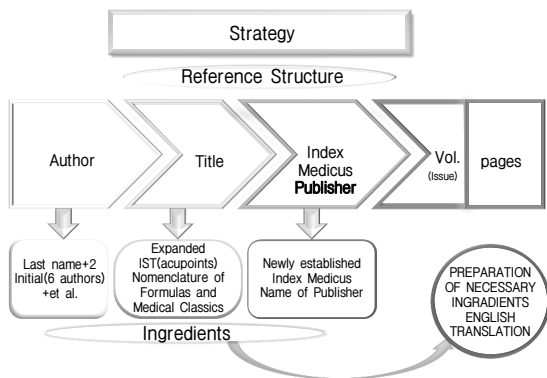 Strategy
Reference Structure
Author
Title
Index
Medicus
Publisher
Vol.
(Issue)
pages
Last name+2
Initial(6 authors)
+et al.
Expanded
IST(acupoints)
Nomenclature of
Formulas and
Medical Classics
Newly established
Index Medicus
Name of Publisher
PREPARATION
OF NECESSARY
INGRADIENTS
ENGLISH
TRANSLATION
Ingredients